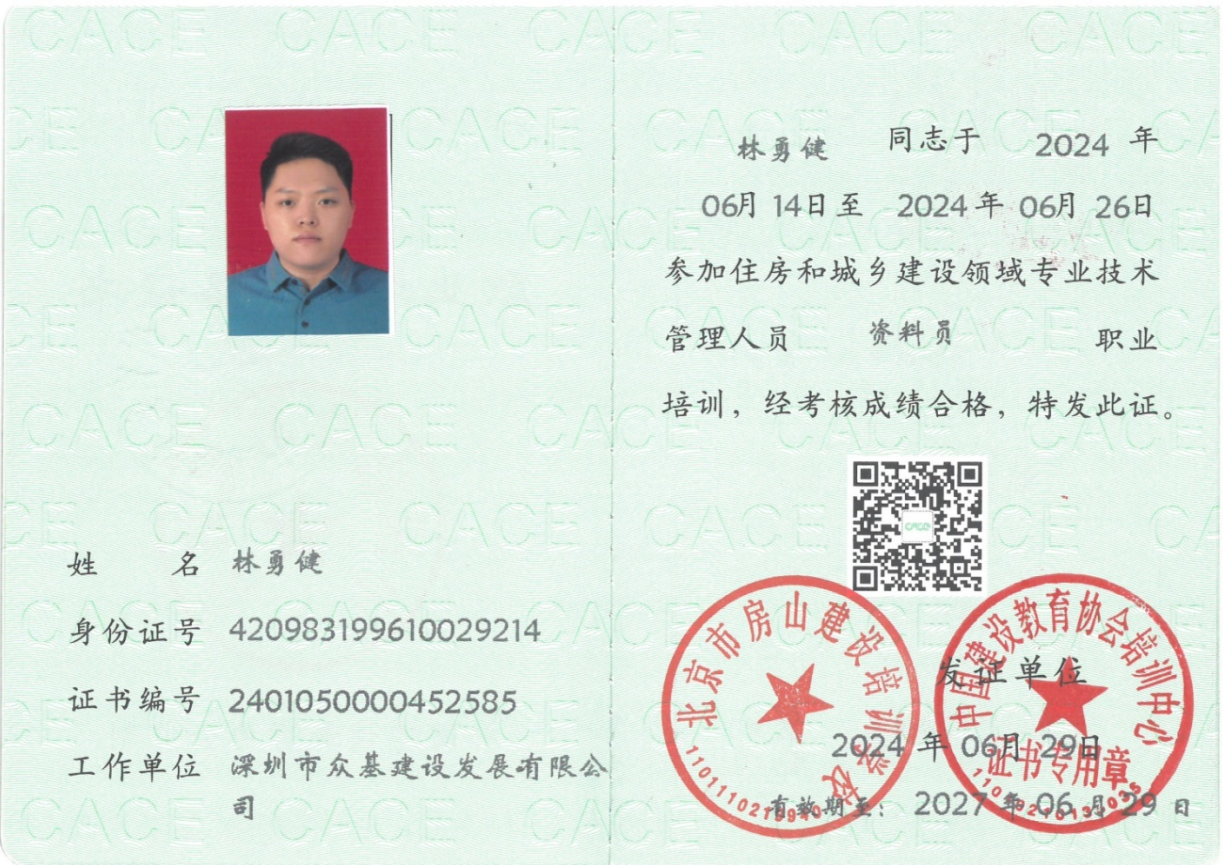 林勇健 同志于 2024 年
06月 14日至 2024 年 06月 26日
参加住房和城乡建设领域专业技术
管理人员 资料员 职业
培训，经考核成绩合格，特发此证。
姓 名 林勇健
身份证号 420983199610029214
证书编号 2401050000452585
工作单位 深圳市众基建设发展有限公
司
CACE
北京市房山建设培训学校
中国建设教育协会培训中心
证书专用章
发证单位
2024 年 06月 29日
有效期至： 2027 年 06 月 29 日